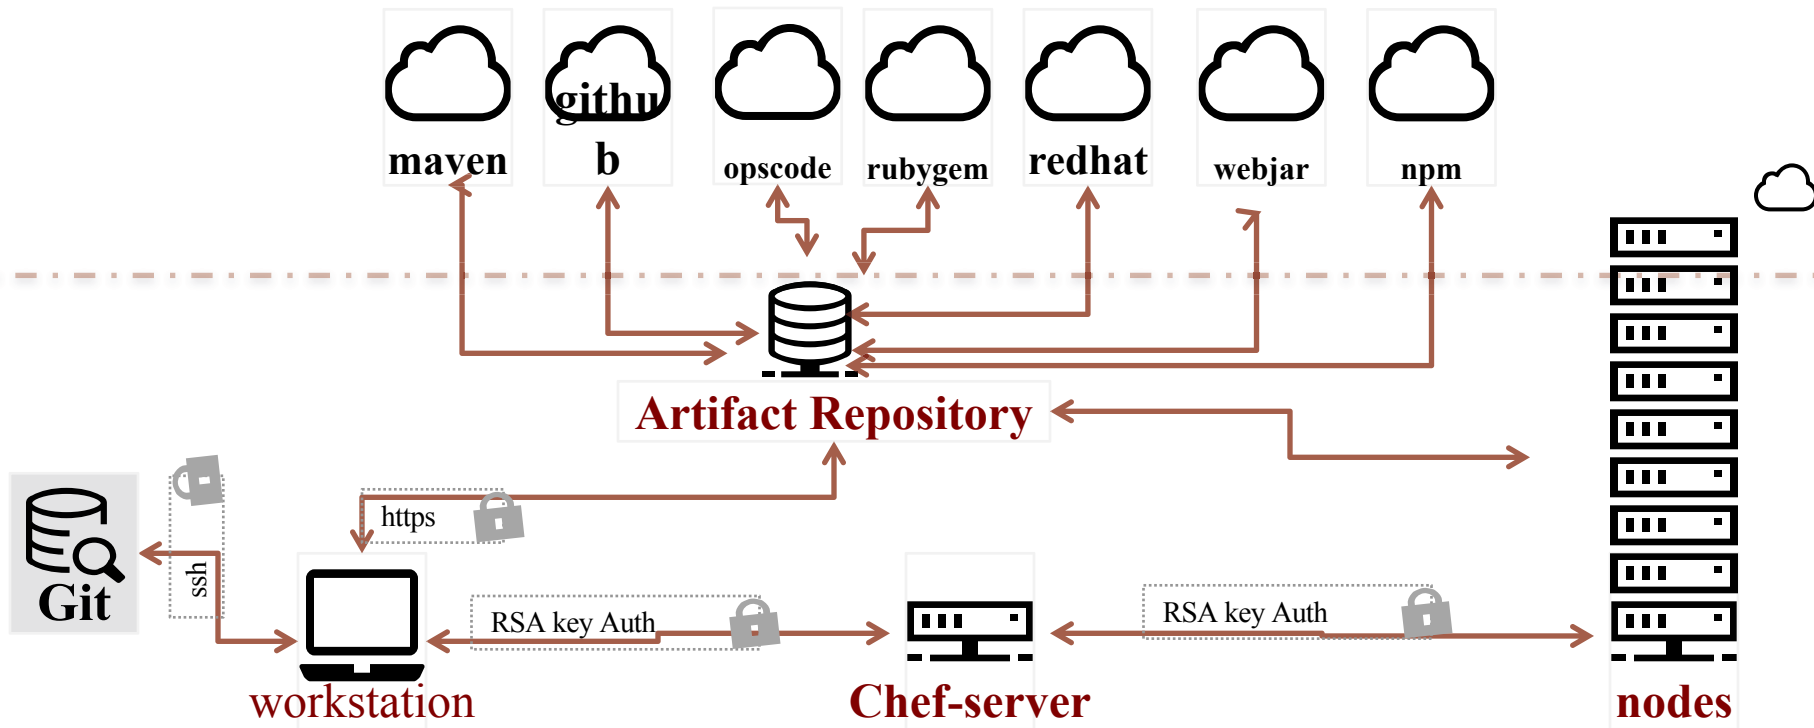 maven
githu
b
opscode
rubygem
redhat
webjar
npm
Artifact Repository
https
ssh
Git
RSA key Auth
RSA key Auth
workstation
Chef-server
nodes